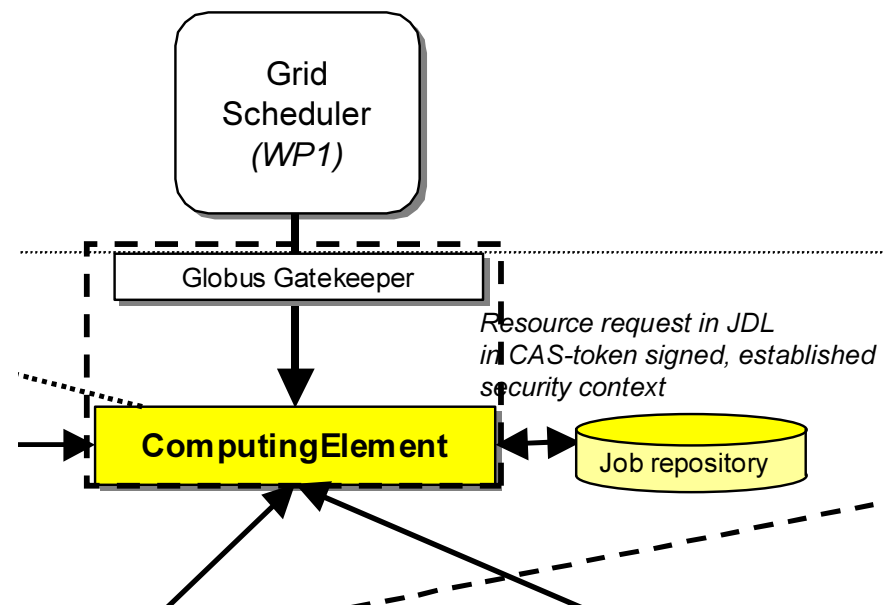 Grid
Scheduler
(WP1)
Globus Gatekeeper
Resource request in JDL
in CAS-token signed, established
security context
ComputingElement
Job repository